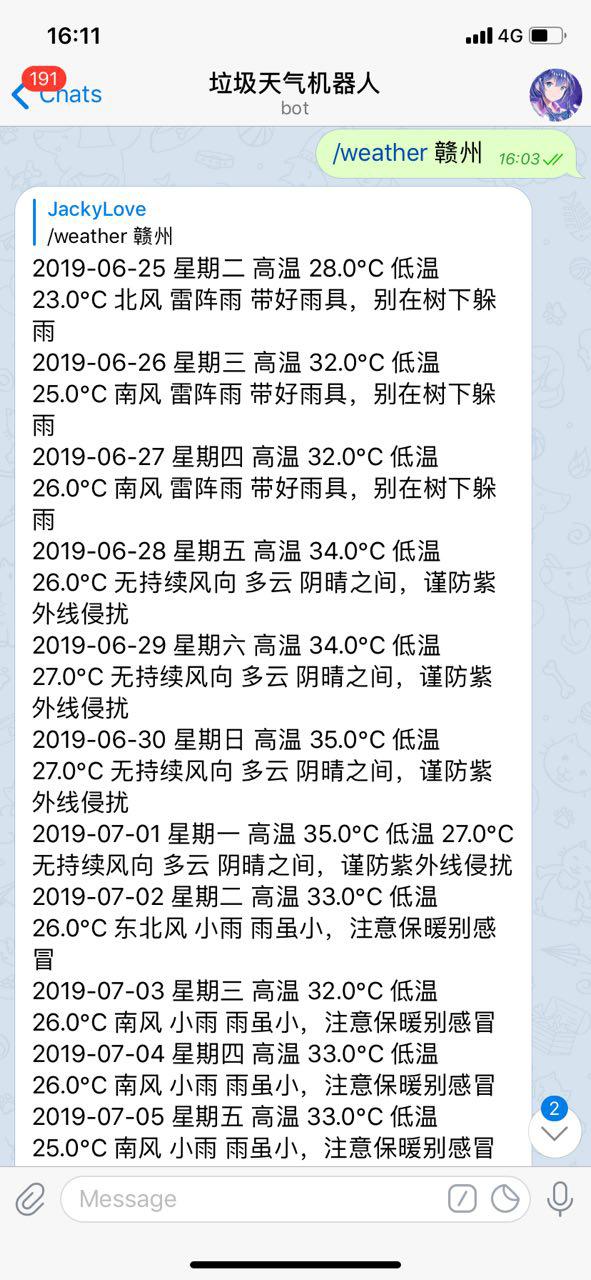 16:11
4G
191
Chats
垃圾天气机器人
bot
/weather 赣州 16:03
JackyLove
/weather 赣州
2019-06-25 星期二 高温 28.0°C 低温
23.0°C 北风 雷阵雨 带好雨具，别在树下躲
雨
2019-06-26 星期三 高温 32.0°C 低温
25.0°C 南风 雷阵雨 带好雨具，别在树下躲
雨
2019-06-27 星期四 高温 32.0°C 低温
26.0°C 南风 雷阵雨 带好雨具，别在树下躲
雨
2019-06-28 星期五 高温 34.0°C 低温
26.0°C 无持续风向 多云 阴晴之间，谨防紫
外线侵扰
2019-06-29 星期六 高温 34.0°C 低温
27.0°C 无持续风向 多云 阴晴之间，谨防紫
外线侵扰
2019-06-30 星期日 高温 35.0°C 低温
27.0°C 无持续风向 多云 阴晴之间，谨防紫
外线侵扰
2019-07-01 星期一 高温 35.0°C 低温 27.0°C
无持续风向 多云 阴晴之间，谨防紫外线侵扰
2019-07-02 星期二 高温 33.0°C 低温
26.0°C 东北风 小雨 雨虽小，注意保暖别感
冒
2019-07-03 星期三 高温 32.0°C 低温
26.0°C 南风 小雨 雨虽小，注意保暖别感冒
2019-07-04 星期四 高温 33.0°C 低温
26.0°C 南风 小雨 雨虽小，注意保暖别感冒
2019-07-05 星期五 高温 33.0°C 低温
25.0°C 南风 小雨 雨虽小，注意保暖别感冒
2
Message